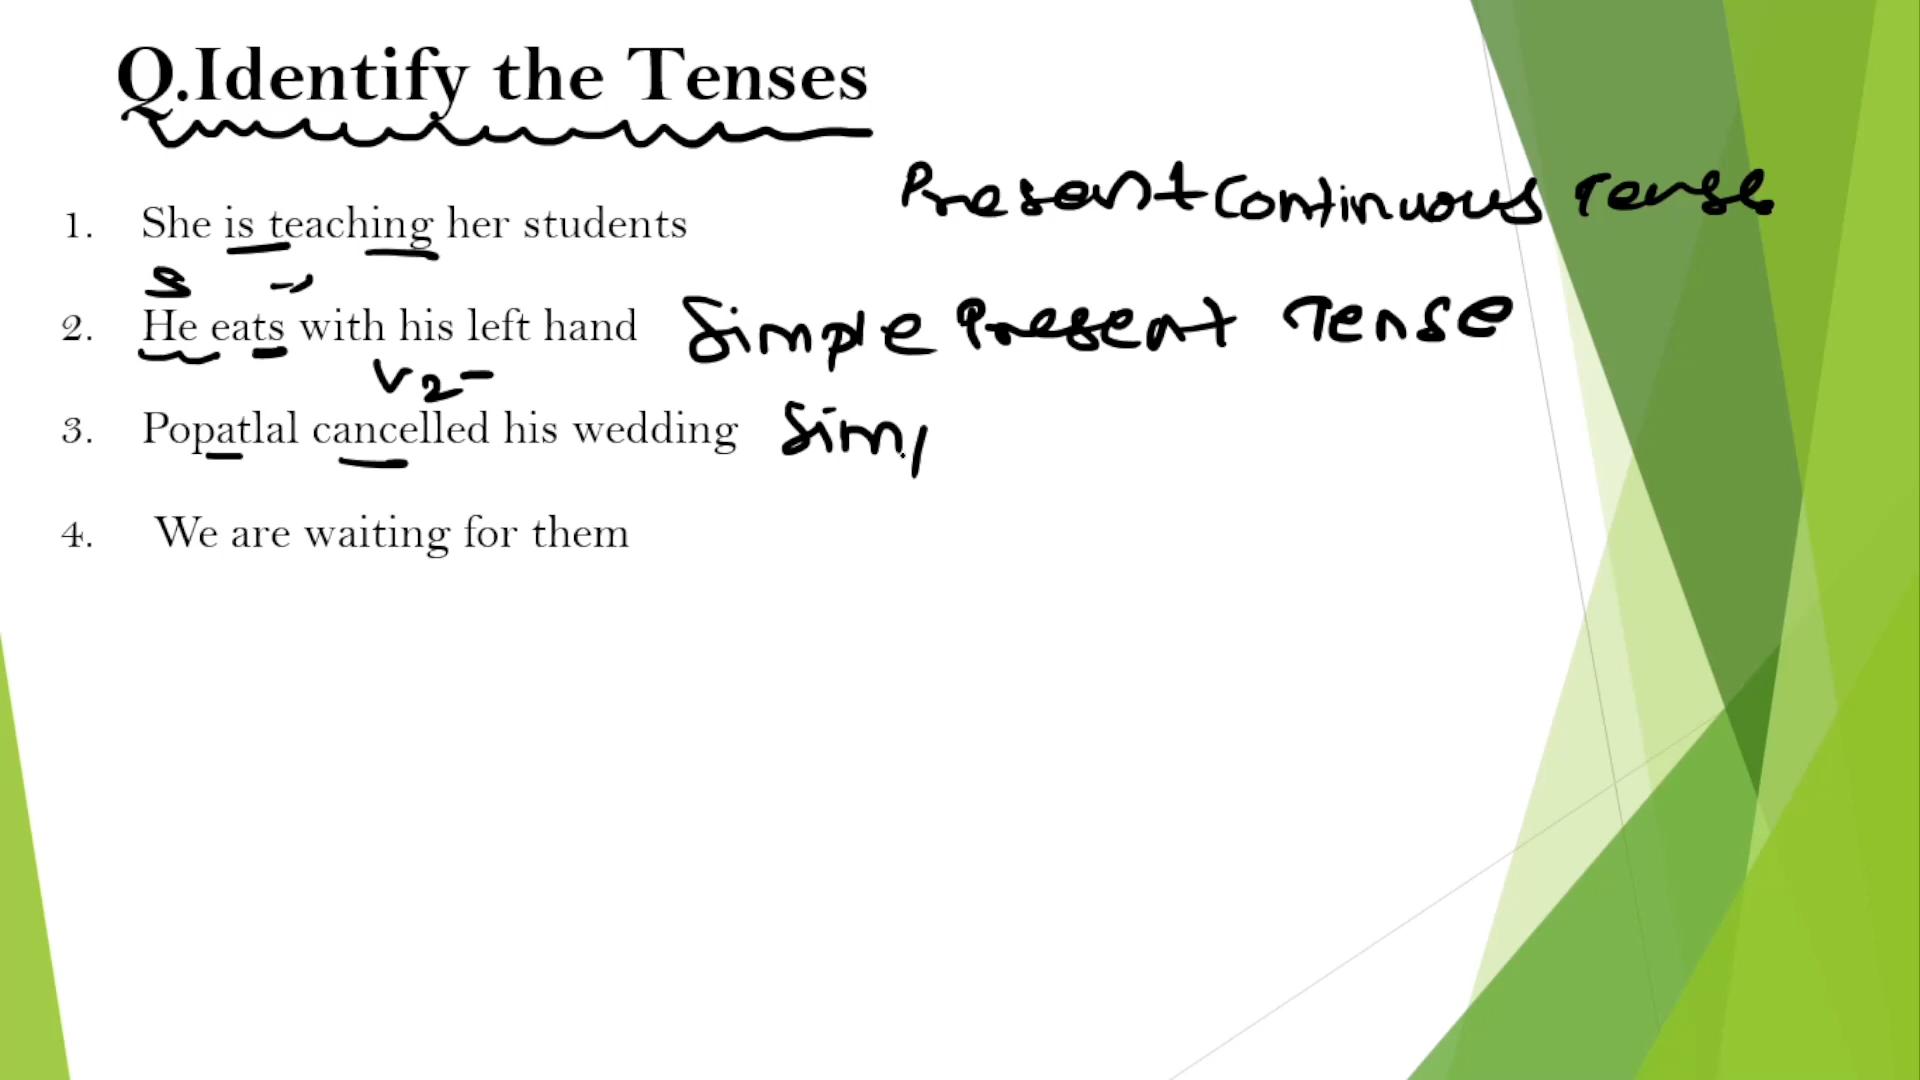 Q.Identify the Tenses
1. She is teaching her students Present Continuous Tense
S
2. He eats with his left hand Simple Present Tense
V2
3. Popatlal cancelled his wedding Sim
4. We are waiting for them